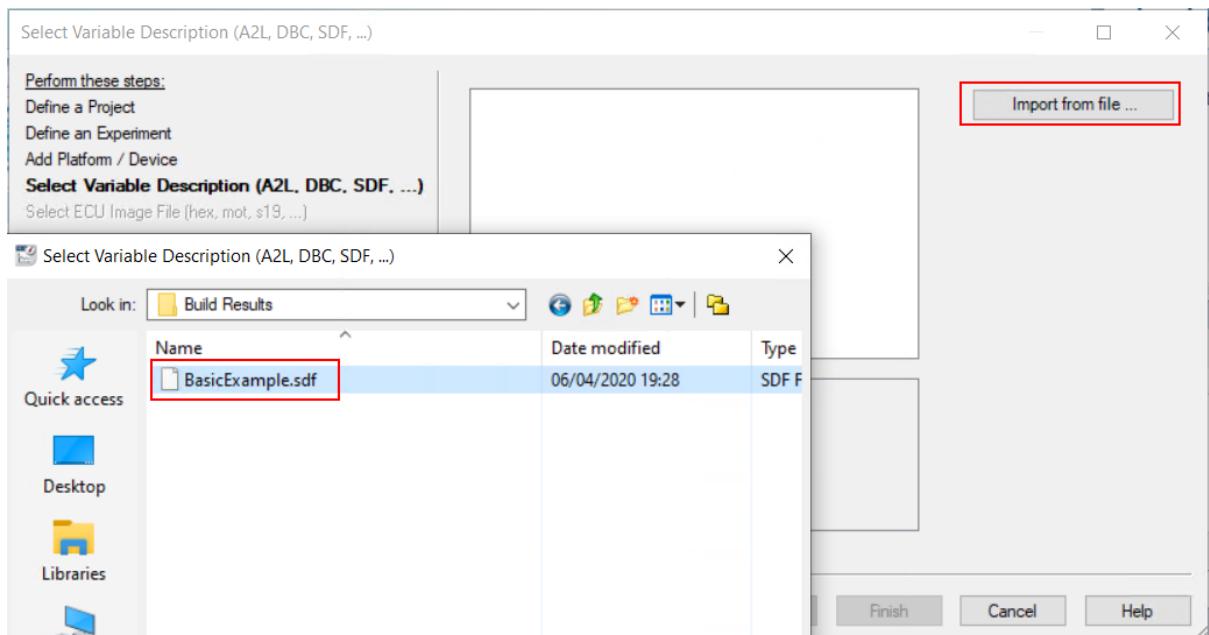 Select Variable Description (A2L, DBC, SDF, ...)
Perform these steps:
Define a Project
Define an Experiment
Add Platform / Device
Select Variable Description (A2L, DBC, SDF, ...)
Select ECU Image File (hex, mot, s19, ...)
Import from file ...
Select Variable Description (A2L, DBC, SDF, ...)
Look in:
Build Results
Name
Date modified
Type
BasicExample.sdf
06/04/2020 19:28
SDF F
Quick access
Desktop
Libraries
Finish
Cancel
Help